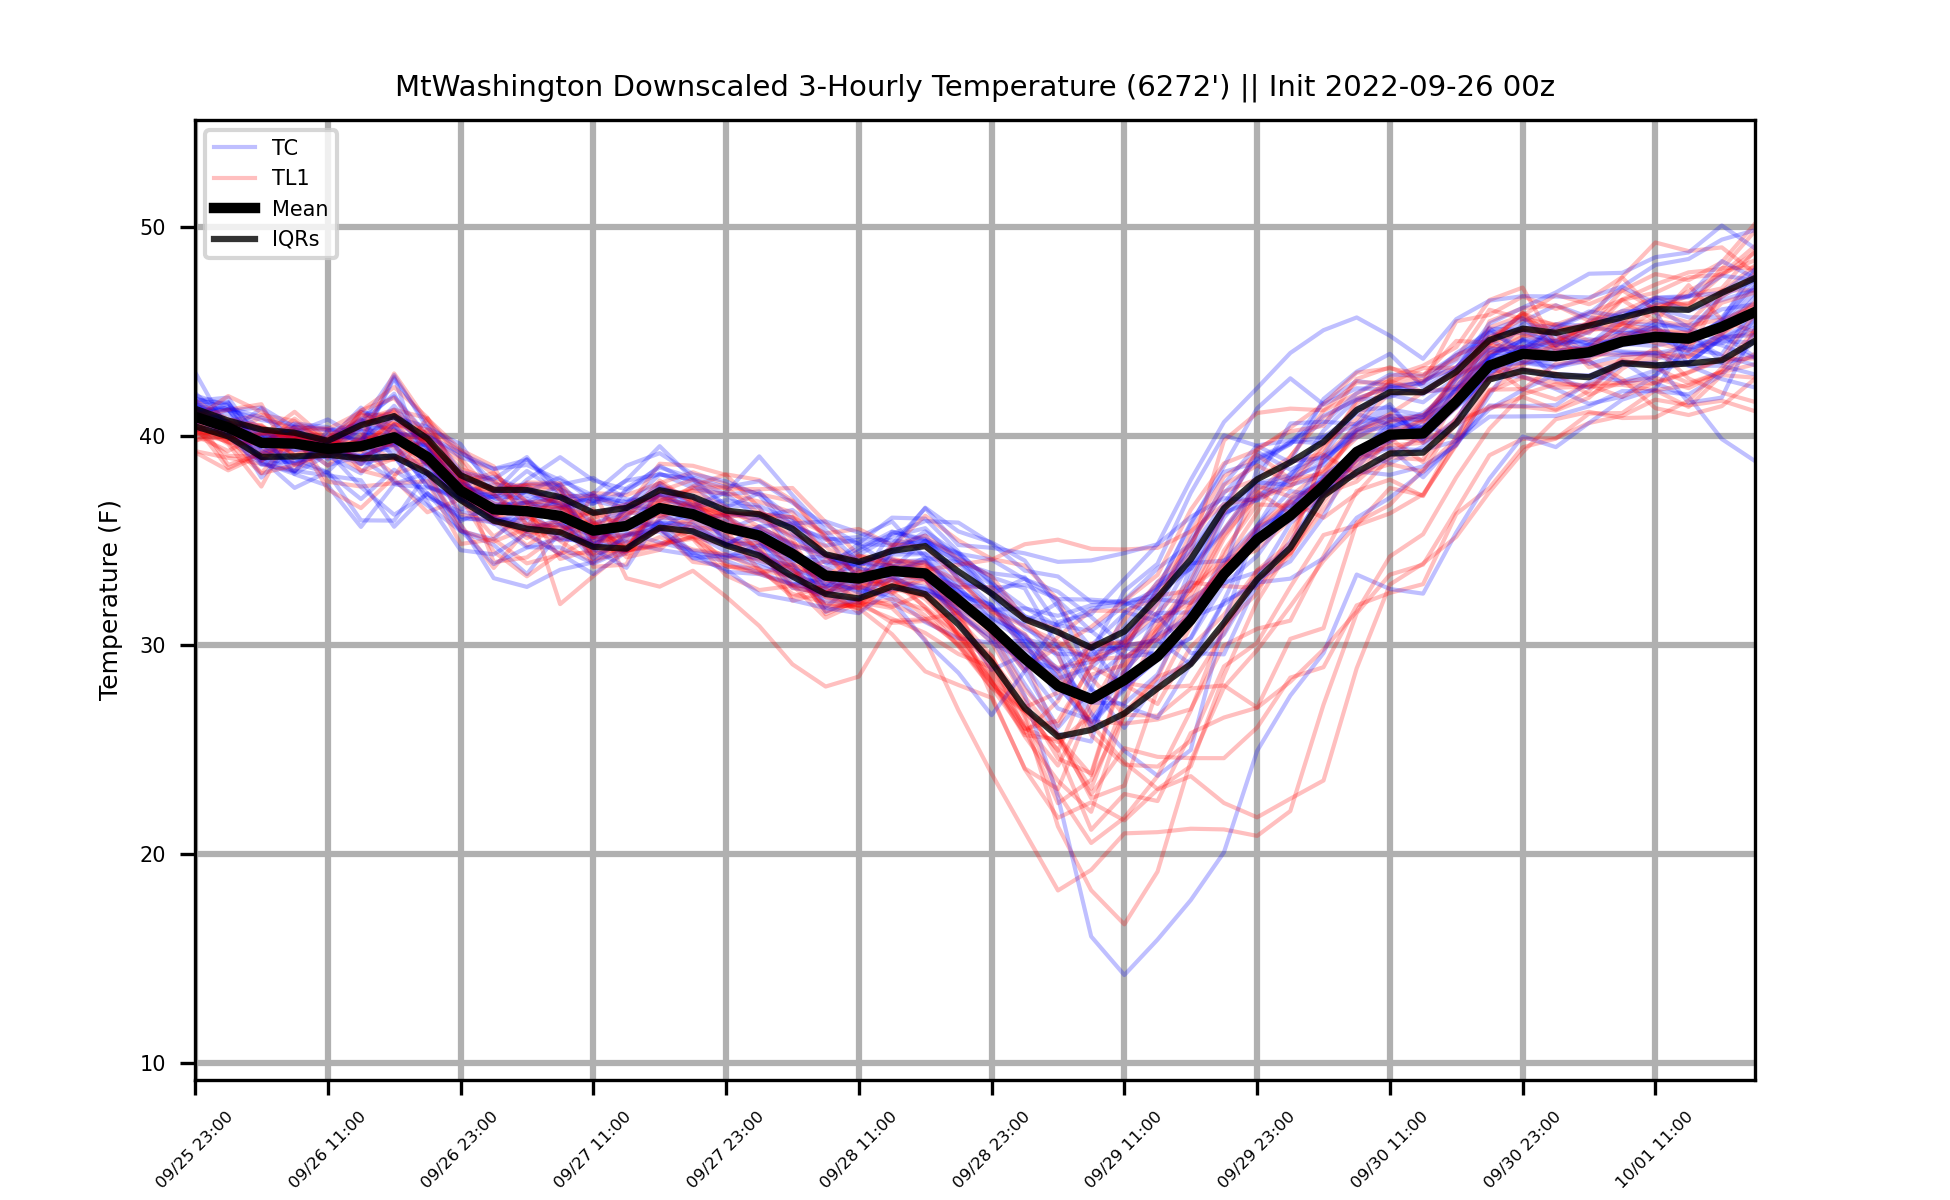 MtWashington Downscaled 3-Hourly Temperature (6272') || Init 2022-09-26 00z
TC
TL1
Mean
IQRs
Temperature (F)
50
40
30
20
10
09/25 23:00
09/26 11:00
09/26 23:00
09/27 11:00
09/27 23:00
09/28 11:00
09/28 23:00
09/29 11:00
09/29 23:00
09/30 11:00
09/30 23:00
10/01 11:00